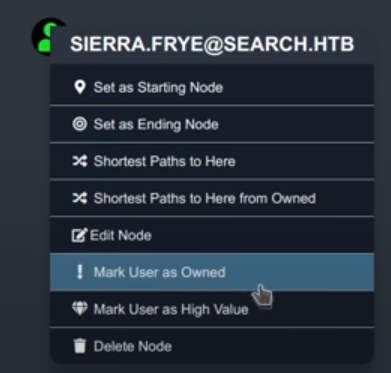 SIERRA.FRYE@SEARCH.HTB
Set as Starting Node
Set as Ending Node
Shortest Paths to Here
Shortest Paths to Here from Owned
Edit Node
Mark User as Owned
Mark User as High Value
Delete Node